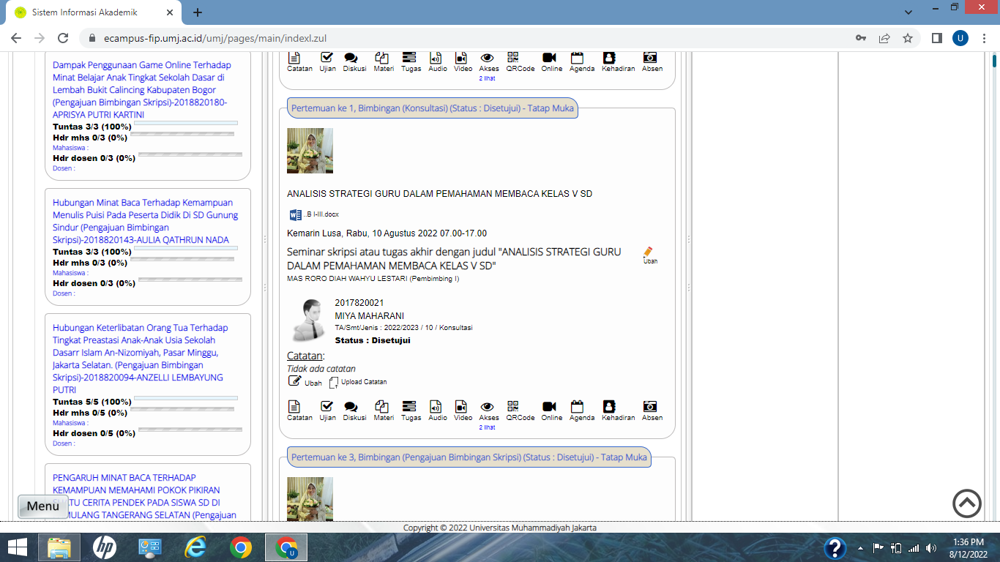 Sistem Informasi Akademik
ecampus-fip.umj.ac.id/umj/pages/main/indexl.zul
U
Dampak Penggunaan Game Online Terhadap
Minat Belajar Anak Tingkat Sekolah Dasar di
Lembah Bukit Calincing Kabupaten Bogor
(Pengajuan Bimbingan Skripsi)-2018820180-
APRISYA PUTRI KARTINI
Tuntas 3/3 (100%)
Hdr mhs 0/3 (0%)
Mahasiswa :
Hdr dosen 0/3 (0%)
Dosen :
Hubungan Minat Baca Terhadap Kemampuan
Menulis Puisi Pada Peserta Didik Di SD Gunung
Sindur (Pengajuan Bimbingan
Skripsi)-2018820143-AULIA QATHRUN NADA
Tuntas 3/3 (100%)
Hdr mhs 0/3 (0%)
Mahasiswa :
Hdr dosen 0/3 (0%)
Dosen :
Hubungan Keterlibatan Orang Tua Terhadap
Tingkat Preastasi Anak-Anak Usia Sekolah
Dasarr Islam An-Nizomiyah, Pasar Minggu,
Jakarta Selatan. (Pengajuan Bimbingan
Skripsi)-2018820094-ANZELLI LEMBAYUNG
PUTRI
Tuntas 5/5 (100%)
Hdr mhs 0/5 (0%)
Mahasiswa :
Hdr dosen 0/5 (0%)
Dosen :
PENGARUH MINAT BACA TERHADAP
KEMAMPUAN MEMAHAMI POKOK PIKIRAN
CERITA PENDEK PADA SISWA SD DI
TANGERANG SELATAN (Pengajuan
Menu
Catatan Ujian Diskusi Materi Tugas Audio Video Akses QRCode Online Agenda Kehadiran Absen
2 lihat
Pertemuan ke 1, Bimbingan (Konsultasi) (Status : Disetujui) - Tatap Muka
ANALISIS STRATEGI GURU DALAM PEMAHAMAN MEMBACA KELAS V SD
..B I-III.docx
Kemarin Lusa, Rabu, 10 Agustus 2022 07.00-17.00
Seminar skripsi atau tugas akhir dengan judul "ANALISIS STRATEGI GURU
DALAM PEMAHAMAN MEMBACA KELAS V SD"
Ubah
MAS RORO DIAH WAHYU LESTARI (Pembimbing I)
2017820021
MIYA MAHARANI
TA/Smt/Jenis : 2022/2023 / 10 / Konsultasi
Status : Disetujui
Catatan:
Tidak ada catatan
Ubah Upload Catatan
Catatan Ujian Diskusi Materi Tugas Audio Video Akses QRCode Online Agenda Kehadiran Absen
2 lihat
Pertemuan ke 3, Bimbingan (Pengajuan Bimbingan Skripsi) (Status : Disetujui) - Tatap Muka
Copyright © 2022 Universitas Muhammadiyah Jakarta
hp
U
1:36 PM
8/12/2022